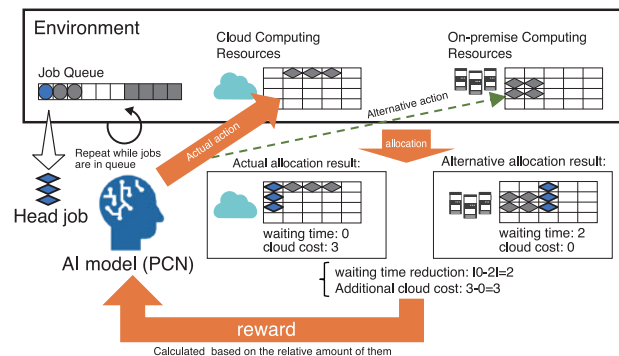 Environment
Cloud Computing
Resources
On-premise Computing
Resources
Job Queue
Alternative action
Actual action
Repeat while jobs
are in queue
allocation
Head job
AI model (PCN)
Actual allocation result:
waiting time: 0
cloud cost: 3
Alternative allocation result:
waiting time: 2
cloud cost: 0
waiting time reduction: I0-2I=2
Additional cloud cost: 3-0=3
reward
Calculated based on the relative amount of them